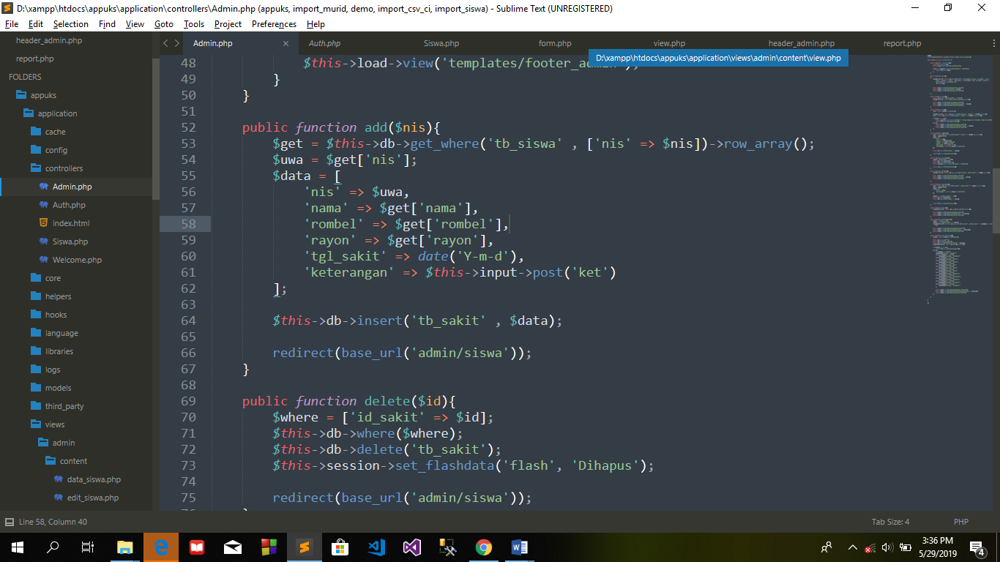 D:\xampp\htdocs\appuks\application\controllers\Admin.php (appuks, import_murid, demo, import_csv_ci, import_siswa) - Sublime Text (UNREGISTERED)
File Edit Selection Find View Goto Tools Project Preferences Help
header_admin.php
report.php
FOLDERS
appuks
application
cache
config
controllers
Admin.php
Auth.php
index.html
Siswa.php
Welcome.php
core
helpers
hooks
language
libraries
logs
models
third_party
views
admin
content
data_siswa.php
edit_siswa.php
Admin.php Auth.php Siswa.php form.php view.php header_admin.php report.php
D:\xampp\htdocs\appuks\application\views\admin\content\view.php
48 $this->load->view('templates/footer_admin');
49 }
50 }
51
52 public function add($nis){
53 $get = $this->db->get_where('tb_siswa' , ['nis' => $nis])->row_array();
54 $uwa = $get['nis'];
55 $data = [
56 'nis' => $uwa,
57 'nama' => $get['nama'],
58 'rombel' => $get['rombel'],
59 'rayon' => $get['rayon'],
60 'tgl_sakit' => date('Y-m-d'),
61 'keterangan' => $this->input->post('ket')
62 ];
63
64 $this->db->insert('tb_sakit' , $data);
65
66 redirect(base_url('admin/siswa'));
67 }
68
69 public function delete($id){
70 $where = ['id_sakit' => $id];
71 $this->db->where($where);
72 $this->db->delete('tb_sakit');
73 $this->session->set_flashdata('flash', 'Dihapus');
74
75 redirect(base_url('admin/siswa'));
Line 58, Column 40
Tab Size: 4
PHP
3:36 PM
5/29/2019
4